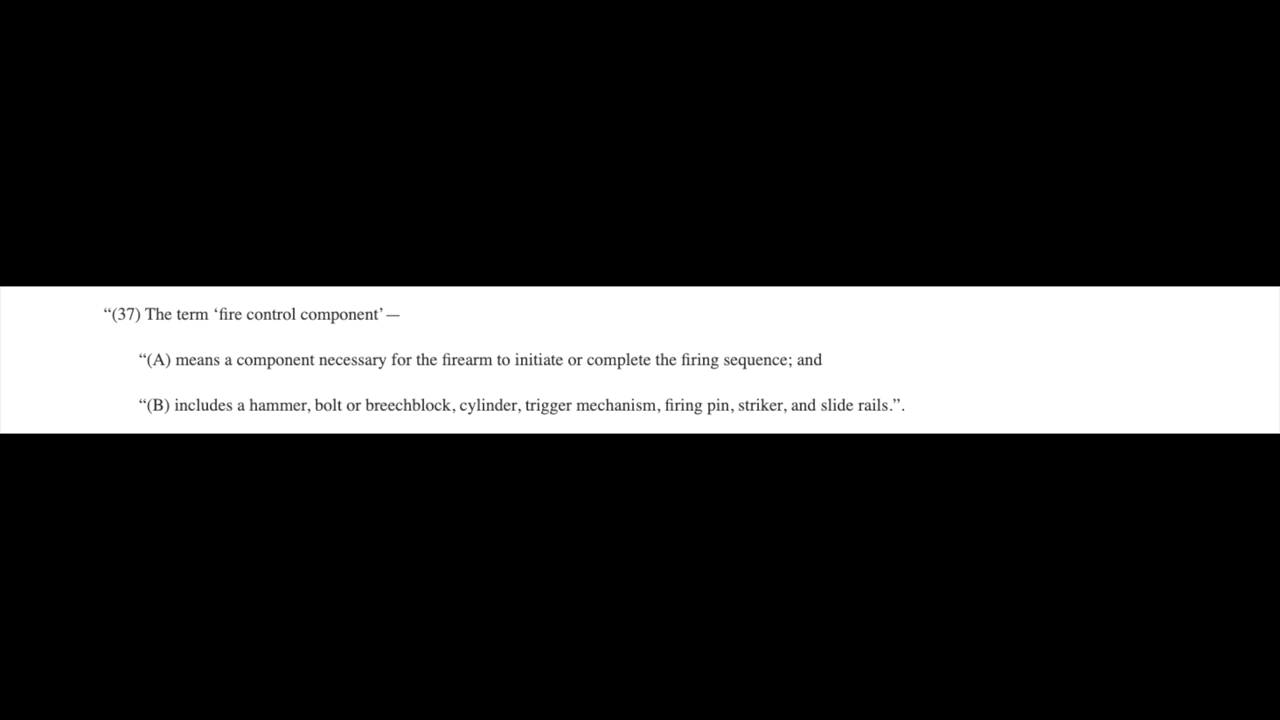 “(37) The term ‘fire control component’—
“(A) means a component necessary for the firearm to initiate or complete the firing sequence; and
“(B) includes a hammer, bolt or breechblock, cylinder, trigger mechanism, firing pin, striker, and slide rails.”.